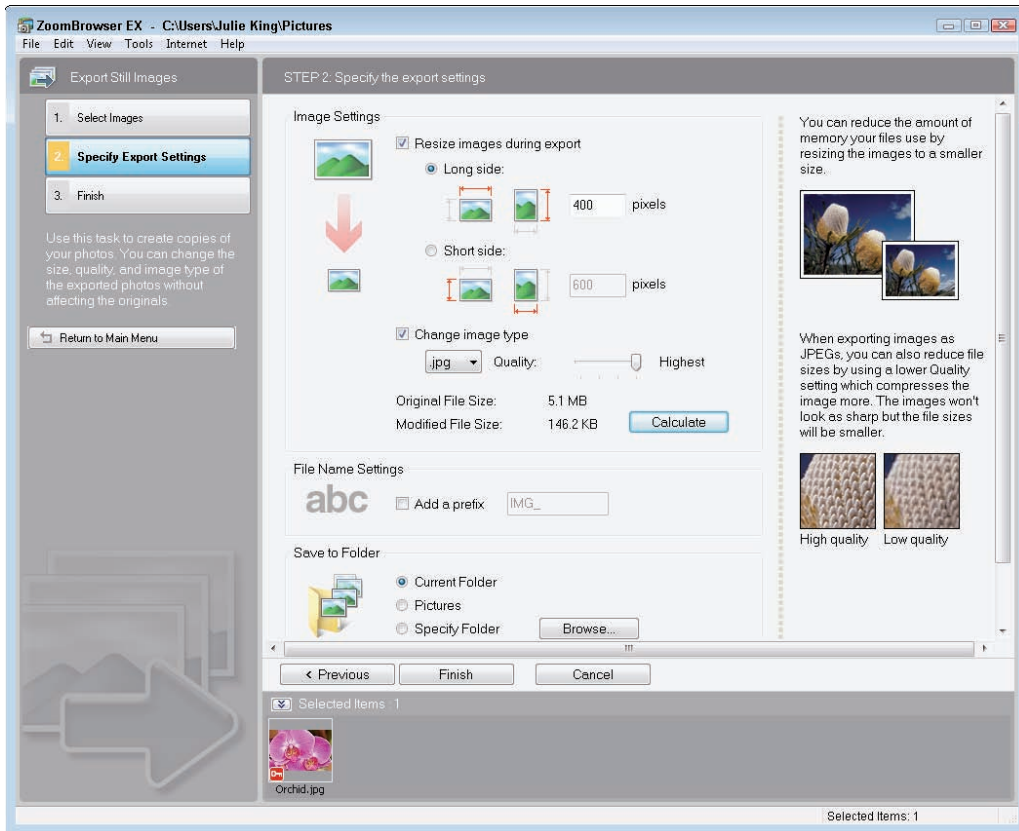 ZoomBrowser EX - C:\Users\Julie King\Pictures
File Edit View Tools Internet Help
Export Still Images
1. Select Images
2. Specify Export Settings
3. Finish
Use this task to create copies of
your photos. You can change the
size, quality, and image type of
the exported photos without
affecting the originals.
Return to Main Menu
STEP 2: Specify the export settings
Image Settings
Resize images during export
Long side:
400 pixels
Short side:
600 pixels
Change image type
.jpg Quality: Highest
Original File Size: 5.1 MB
Modified File Size: 146.2 KB Calculate
File Name Settings
abc Add a prefix IMG_
Save to Folder
Current Folder
Pictures
Specify Folder Browse...
You can reduce the amount of
memory your files use by
resizing the images to a smaller
size.
When exporting images as
JPEGs, you can also reduce file
sizes by using a lower Quality
setting which compresses the
image more. The images won't
look as sharp but the file sizes
will be smaller.
High quality Low quality
< Previous Finish Cancel
Selected Items : 1
Orchid.jpg
Selected Items: 1